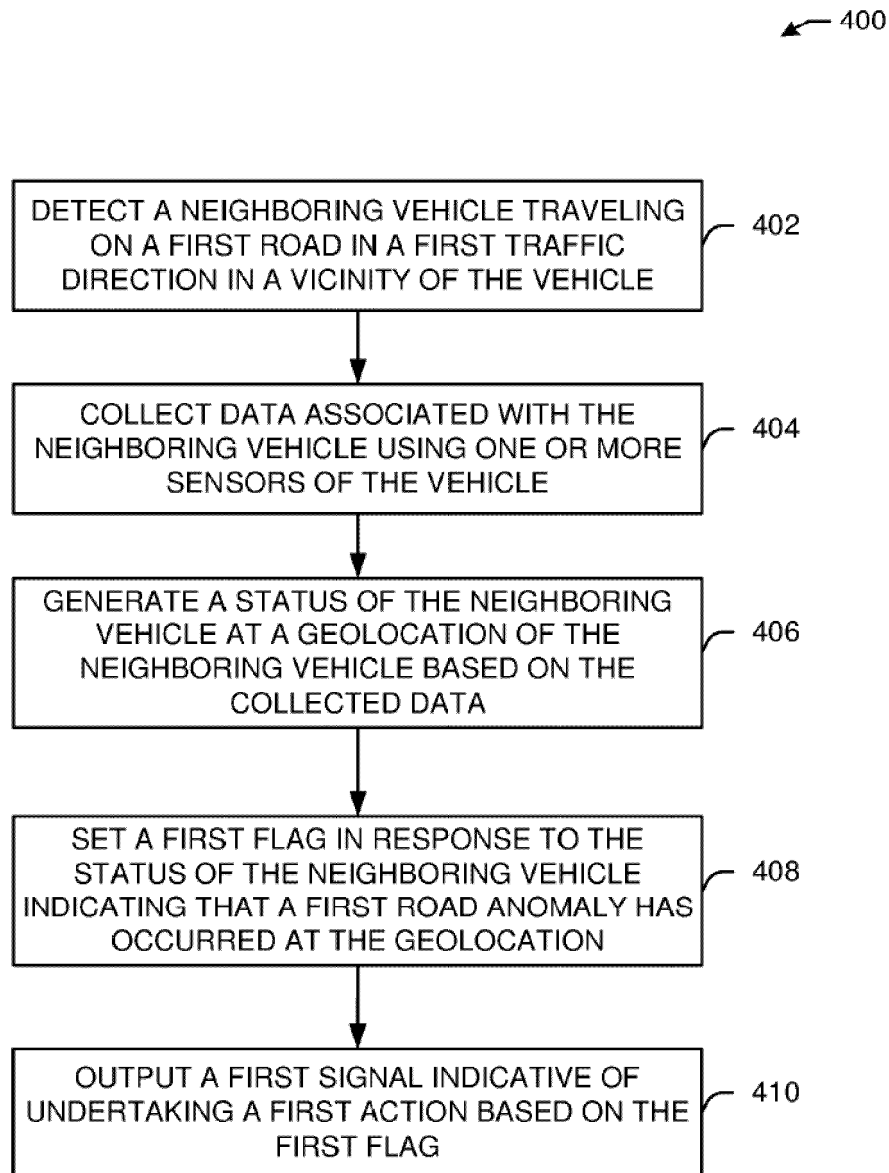 400
DETECT A NEIGHBORING VEHICLE TRAVELING
ON A FIRST ROAD IN A FIRST TRAFFIC
DIRECTION IN A VICINITY OF THE VEHICLE
402
COLLECT DATA ASSOCIATED WITH THE
NEIGHBORING VEHICLE USING ONE OR MORE
SENSORS OF THE VEHICLE
404
GENERATE A STATUS OF THE NEIGHBORING
VEHICLE AT A GEOLOCATION OF THE
NEIGHBORING VEHICLE BASED ON THE
COLLECTED DATA
406
SET A FIRST FLAG IN RESPONSE TO THE
STATUS OF THE NEIGHBORING VEHICLE
INDICATING THAT A FIRST ROAD ANOMALY HAS
OCCURRED AT THE GEOLOCATION
408
OUTPUT A FIRST SIGNAL INDICATIVE OF
UNDERTAKING A FIRST ACTION BASED ON THE
FIRST FLAG
410